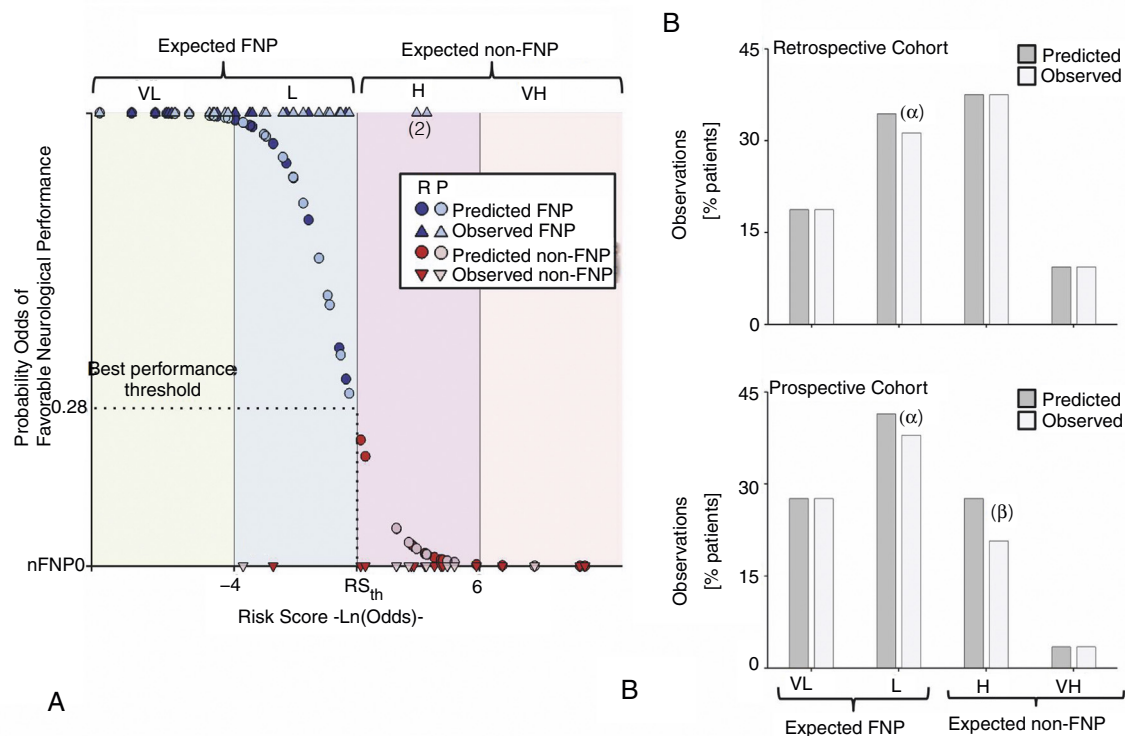 Expected FNP
Expected non-FNP
VL
L
H
VH
(2)
R P
Predicted FNP
Observed FNP
Predicted non-FNP
Observed non-FNP
Probability Odds of
Favorable Neurological Performance
Best performance
threshold
0.28
nFNP0
−4
RSth
6
Risk Score -Ln(Odds)-
A
B
Retrospective Cohort
Predicted
Observed
Observations
[% patients]
45
30
15
0
(α)
Prospective Cohort
Predicted
Observed
Observations
[% patients]
45
30
15
0
(α)
(β)
VL
L
H
VH
Expected FNP
Expected non-FNP
B